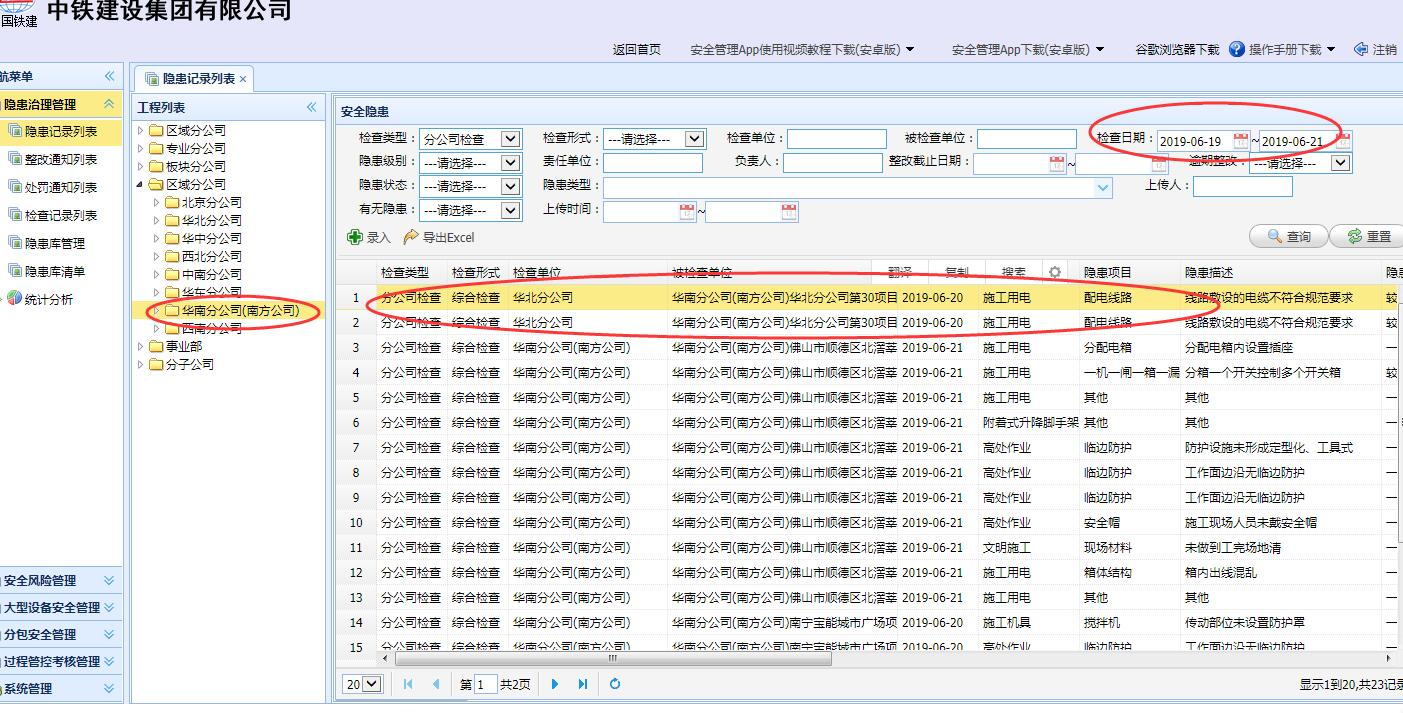 中铁建设集团有限公司
国铁建
返回首页 安全管理App使用视频教程下载(安卓版) 安全管理App下载(安卓版) 谷歌浏览器下载 操作手册下载 注销
航菜单
隐患治理管理
隐患记录列表
整改通知列表
处罚通知列表
检查记录列表
隐患库管理
隐患库清单
统计分析
安全风险管理
大型设备安全管理
分包安全管理
过程管控考核管理
系统管理
隐患记录列表 ×
工程列表
区域分公司
专业分公司
板块分公司
区域分公司
北京分公司
华北分公司
华中分公司
西北分公司
中南分公司
华东分公司
华南分公司(南方公司)
西南分公司
事业部
分子公司
安全隐患
检查类型： 分公司检查 检查形式： ---请选择--- 检查单位： 被检查单位： 检查日期： 2019-06-19 ~ 2019-06-21
隐患级别： ---请选择--- 责任单位： 负责人： 整改截止日期： ~ 逾期整改： ---请选择---
隐患状态： ---请选择--- 隐患类型： 上传人：
有无隐患： ---请选择--- 上传时间： ~
录入 导出Excel 查询 重置
检查类型 检查形式 检查单位 被检查单位 翻译 复制 搜索 隐患项目 隐患描述 隐患
1 分公司检查 综合检查 华北分公司 华南分公司(南方公司)华北分公司第30项目 2019-06-20 施工用电 配电线路 线路敷设的电缆不符合规范要求 较
2 分公司检查 综合检查 华北分公司 华南分公司(南方公司)华北分公司第30项目 2019-06-20 施工用电 配电线路 线路敷设的电缆不符合规范要求 较
3 分公司检查 综合检查 华南分公司(南方公司) 华南分公司(南方公司)佛山市顺德区北滘莘 2019-06-21 施工用电 分配电箱 分配电箱内设置插座 一
4 分公司检查 综合检查 华南分公司(南方公司) 华南分公司(南方公司)佛山市顺德区北滘莘 2019-06-21 施工用电 一机一闸一箱一漏 分箱一个开关控制多个开关箱 较
5 分公司检查 综合检查 华南分公司(南方公司) 华南分公司(南方公司)佛山市顺德区北滘莘 2019-06-21 施工用电 其他 其他 一
6 分公司检查 综合检查 华南分公司(南方公司) 华南分公司(南方公司)佛山市顺德区北滘莘 2019-06-21 附着式升降脚手架 其他 其他 一
7 分公司检查 综合检查 华南分公司(南方公司) 华南分公司(南方公司)佛山市顺德区北滘莘 2019-06-21 高处作业 临边防护 防护设施未形成定型化、工具式 一
8 分公司检查 综合检查 华南分公司(南方公司) 华南分公司(南方公司)佛山市顺德区北滘莘 2019-06-21 高处作业 临边防护 工作面边沿无临边防护 一
9 分公司检查 综合检查 华南分公司(南方公司) 华南分公司(南方公司)佛山市顺德区北滘莘 2019-06-21 高处作业 临边防护 工作面边沿无临边防护 一
10 分公司检查 综合检查 华南分公司(南方公司) 华南分公司(南方公司)佛山市顺德区北滘莘 2019-06-21 高处作业 安全帽 施工现场人员未戴安全帽 一
11 分公司检查 综合检查 华南分公司(南方公司) 华南分公司(南方公司)佛山市顺德区北滘莘 2019-06-21 文明施工 现场材料 未做到工完场地清 一
12 分公司检查 综合检查 华南分公司(南方公司) 华南分公司(南方公司)佛山市顺德区北滘莘 2019-06-21 施工用电 箱体结构 箱内出线混乱 一
13 分公司检查 综合检查 华南分公司(南方公司) 华南分公司(南方公司)佛山市顺德区北滘莘 2019-06-21 施工用电 其他 其他 一
14 分公司检查 综合检查 华南分公司(南方公司) 华南分公司(南方公司)南宁宝能城市广场项 2019-06-20 施工机具 搅拌机 传动部位未设置防护罩 一
15 分公司检查 综合检查 华南分公司(南方公司) 华南分公司(南方公司)南宁宝能城市广场项 2019-06-20 高处作业 临边防护 工作面边沿无临边防护 一
20 第 1 共2页 显示1到20,共23记录